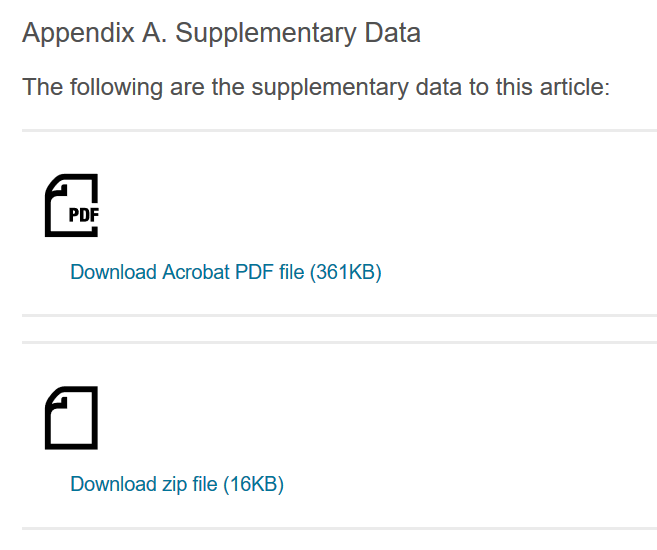 Appendix A. Supplementary Data
The following are the supplementary data to this article:
PDF
Download Acrobat PDF file (361KB)
Download zip file (16KB)